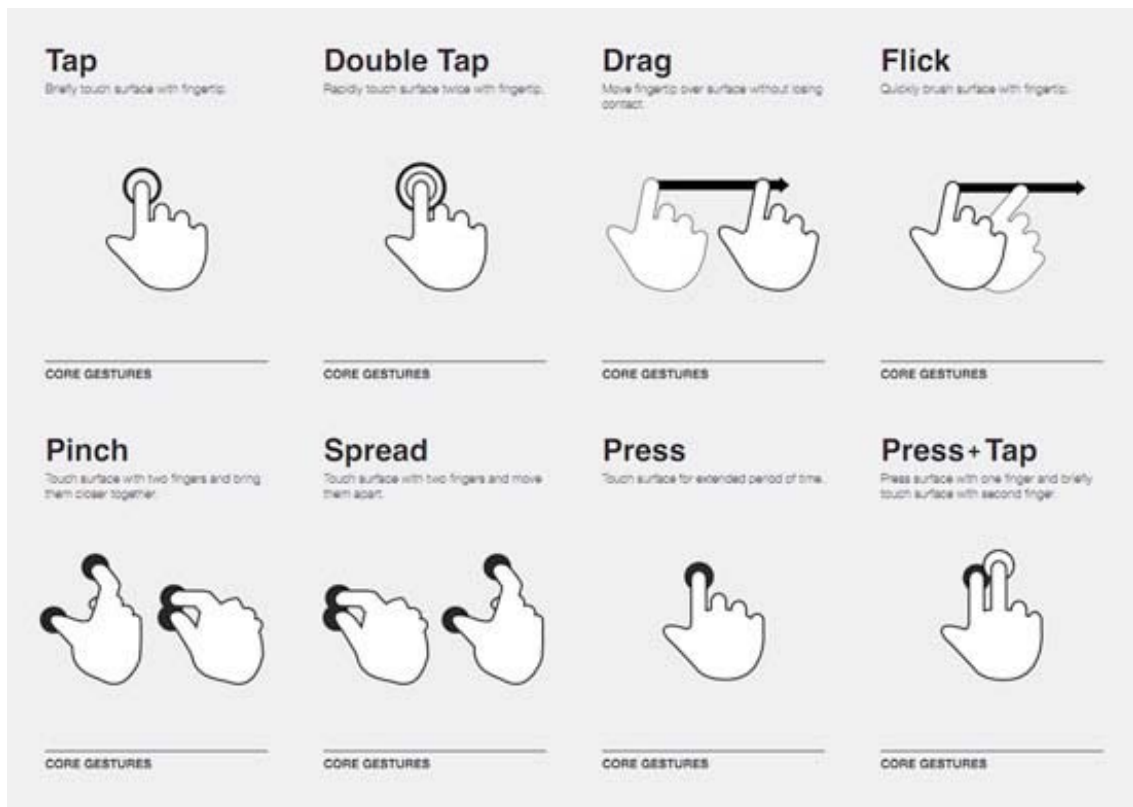 Tap
Briefly touch surface with fingertip.
Double Tap
Rapidly touch surface twice with fingertip.
Drag
Move fingertip over surface without losing
contact.
Flick
Quickly brush surface with fingertip.
CORE GESTURES
CORE GESTURES
CORE GESTURES
CORE GESTURES
Pinch
Touch surface with two fingers and bring
them closer together.
Spread
Touch surface with two fingers and move
them apart.
Press
Touch surface for extended period of time.
Press + Tap
Press surface with one finger and briefly
touch surface with second finger.
CORE GESTURES
CORE GESTURES
CORE GESTURES
CORE GESTURES